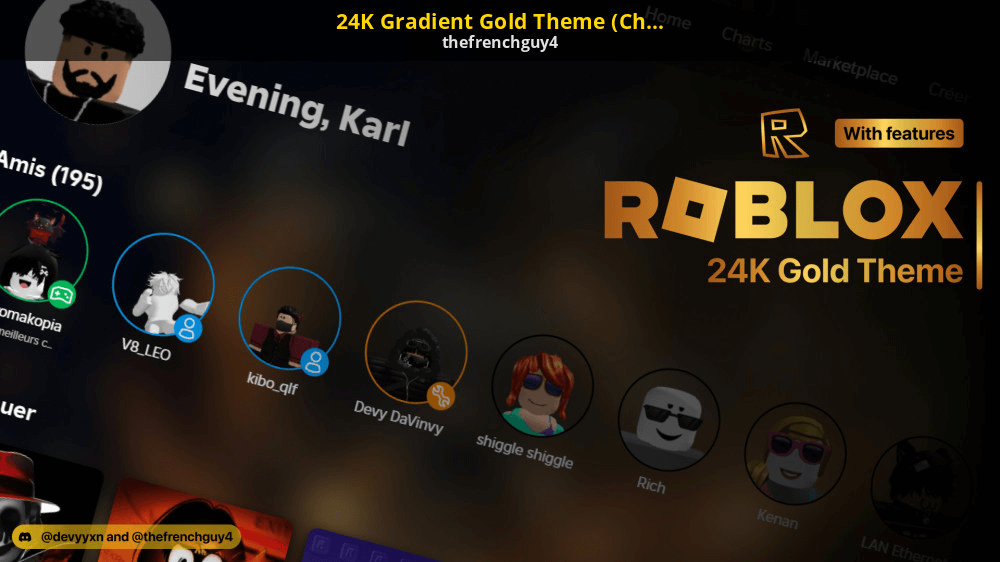 24K Gradient Gold Theme (Ch...
thefrenchguy4
Home
Charts
Marketplace
Créer
Evening, Karl
With features
ROBLOX
24K Gold Theme
Amis (195)
omakopia
neilleurs c...
V8_LEO
kibo_qlf
Devy DaVinvy
shiggle shiggle
Rich
Kenan
LAN Ethern
uer
@devyyxn and @thefrenchguy4